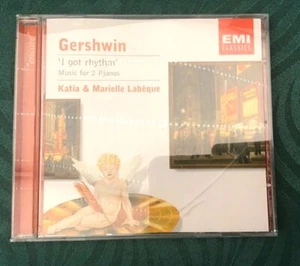 Gershwin
'I got rhythm'
Music for 2 Pianos
Katia & Marielle Labèque
EMI
CLASSICS